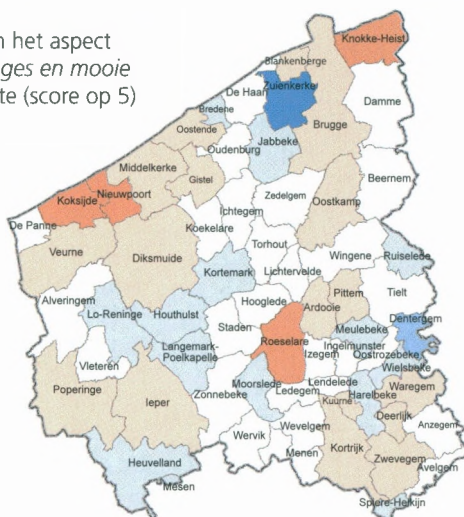 n het aspect
ges en mooie
te (score op 5)
Knokke-Heist
Blankenberge
Zuienkerke
De Haan
Damme
Bredene
Brugge
Oostende
Jabbeke
Oudenburg
Middelkerke
Gistel
Beernem
Zedelgem
Oostkamp
Nieuwpoort
Koksijde
Ichtegem
De Panne
Koekelare
Torhout
Veurne
Diksmuide
Wingene
Ruiselede
Kortemark
Lichtervelde
Alveringem
Hooglede
Pittem
Tielt
Lo-Reninge
Houthulst
Ardooie
Staden
Meulebeke
Dentergem
Roeselare
Ingelmunster
Langemark-
Poelkapelle
Izegem
Oostrozebeke
Vleteren
Wielsbeke
Moorslede
Lendelede
Poperinge
Ieper
Zonnebeke
Ledegem
Harelbeke
Waregem
Kuurne
Deerlijk
Wevelgem
Anzegem
Wervik
Kortrijk
Menen
Zwevegem
Heuvelland
Avelgem
Mesen
Spiere-Helkijn